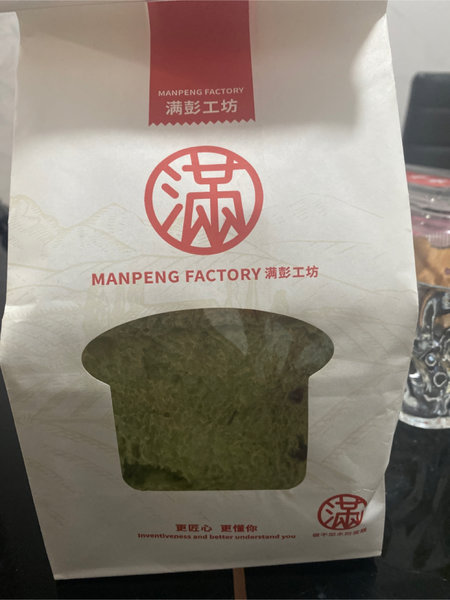 MANPENG FACTORY
满彭工坊
滿
MANPENG FACTORY 满彭工坊
更匠心 更懂你
Inventiveness and better understand you
滿